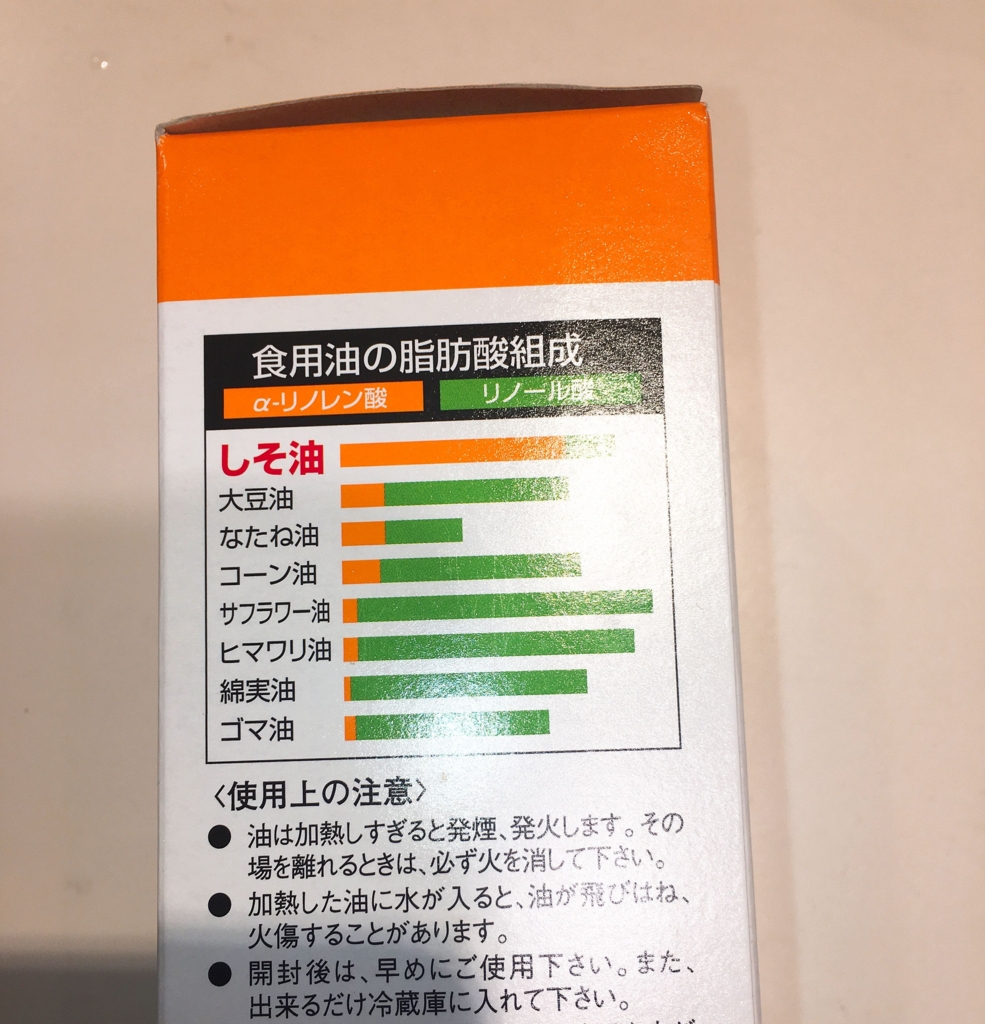 食用油の脂肪酸組成
α-リノレン酸 リノール酸
しそ油
大豆油
なたね油
コーン油
サフラワー油
ヒマワリ油
綿実油
ゴマ油
〈使用上の注意〉
● 油は加熱しすぎると発煙、発火します。その
場を離れるときは、必ず火を消して下さい。
● 加熱した油に水が入ると、油が飛びはね、
火傷することがあります。
● 開封後は、早めにご使用下さい。また、
出来るだけ冷蔵庫に入れて下さい。